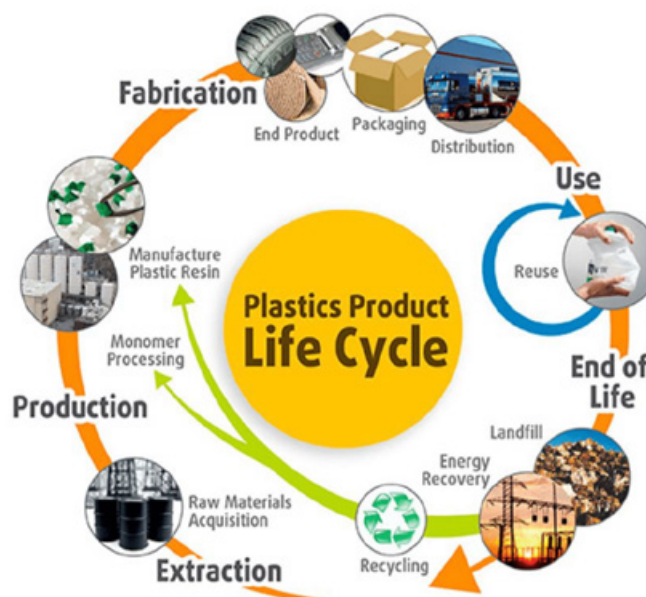 Fabrication
End Product
Packaging
Distribution
Use
Reuse
Manufacture
Plastic Resin
Plastics Product
Life Cycle
Monomer
Processing
End of
Life
Production
Landfill
Energy
Recovery
Raw Materials
Acquisition
Recycling
Extraction